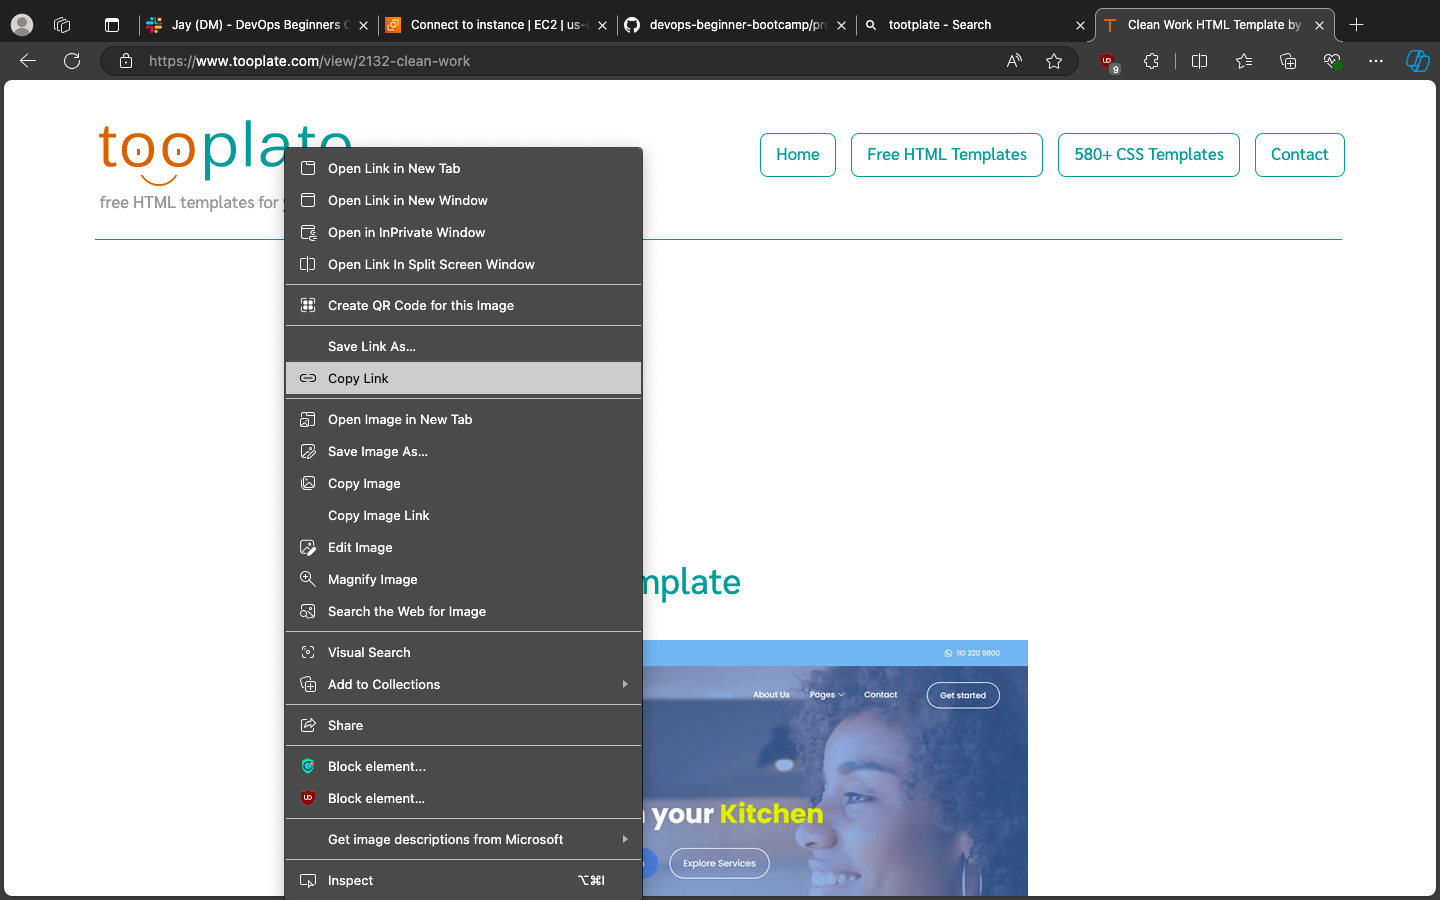 Jay (DM) - DevOps Beginners
Connect to instance | EC2 | us-
devops-beginner-bootcamp/pr
tootplate - Search
Clean Work HTML Template by
https://www.tooplate.com/view/2132-clean-work
9
tooplate
free HTML templates for
Home
Free HTML Templates
580+ CSS Templates
Contact
Open Link in New Tab
Open Link in New Window
Open in InPrivate Window
Open Link In Split Screen Window
Create QR Code for this Image
Save Link As...
Copy Link
Open Image in New Tab
Save Image As...
Copy Image
Copy Image Link
Edit Image
Magnify Image
Search the Web for Image
Visual Search
Add to Collections
Share
Block element...
Block element...
Get image descriptions from Microsoft
Inspect ⌥⌘I
mplate
110 220 9800
Home
About Us
Pages
Contact
Get started
your Kitchen
Explore Services